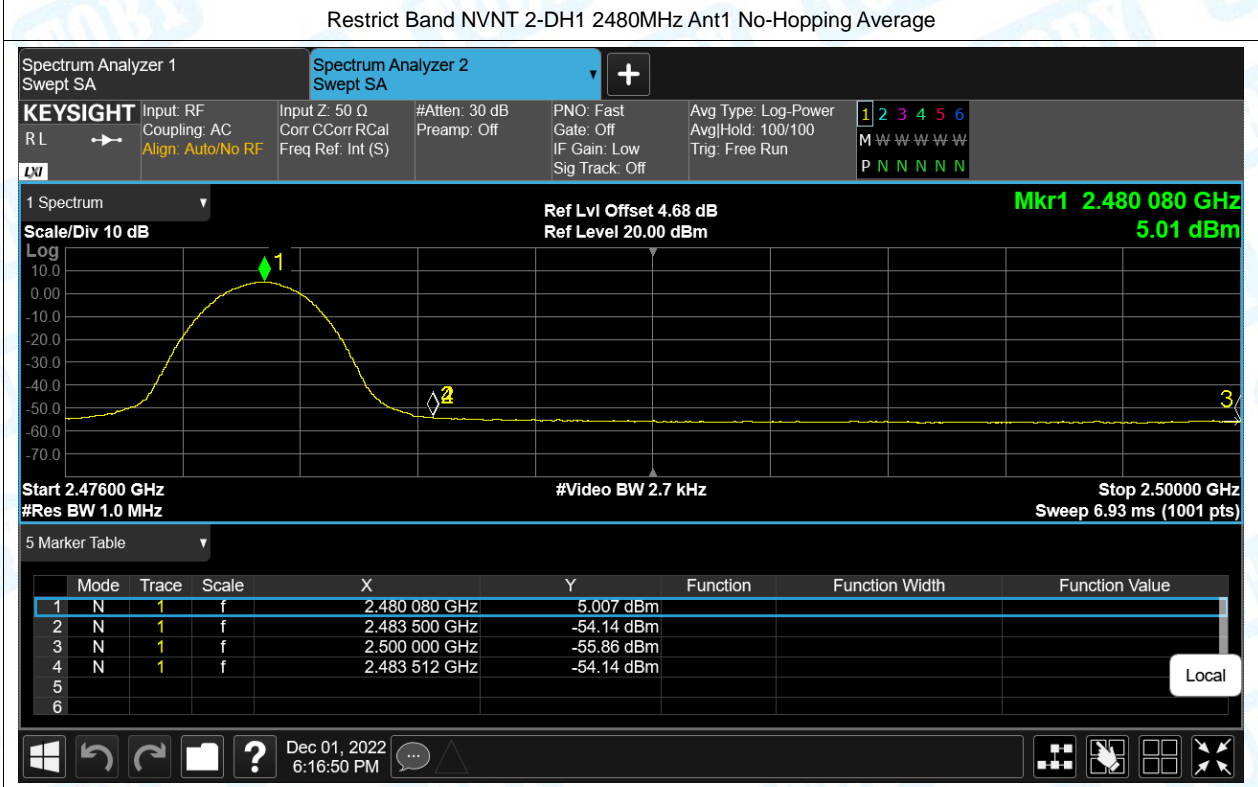 Restrict Band NVNT 2-DH1 2480MHz Ant1 No-Hopping Average
Spectrum Analyzer 1
Swept SA
Spectrum Analyzer 2
Swept SA
KEYSIGHT
R L
LXI
Input: RF
Coupling: AC
Align: Auto/No RF
Input Z: 50 Ω
Corr CCorr RCal
Freq Ref: Int (S)
#Atten: 30 dB
Preamp: Off
PNO: Fast
Gate: Off
IF Gain: Low
Sig Track: Off
Avg Type: Log-Power
Avg|Hold: 100/100
Trig: Free Run
1 2 3 4 5 6
M W W W W W
P N N N N N
1 Spectrum
Scale/Div 10 dB
Ref Lvl Offset 4.68 dB
Ref Level 20.00 dBm
Mkr1 2.480 080 GHz
5.01 dBm
Log
10.0
0.00
-10.0
-20.0
-30.0
-40.0
-50.0
-60.0
-70.0
1
2
3
Start 2.47600 GHz
#Res BW 1.0 MHz
#Video BW 2.7 kHz
Stop 2.50000 GHz
Sweep 6.93 ms (1001 pts)
5 Marker Table
Mode Trace Scale X Y Function Function Width Function Value
1 N 1 f 2.480 080 GHz 5.007 dBm
2 N 1 f 2.483 500 GHz -54.14 dBm
3 N 1 f 2.500 000 GHz -55.86 dBm
4 N 1 f 2.483 512 GHz -54.14 dBm
5
6
Local
?
Dec 01, 2022
6:16:50 PM